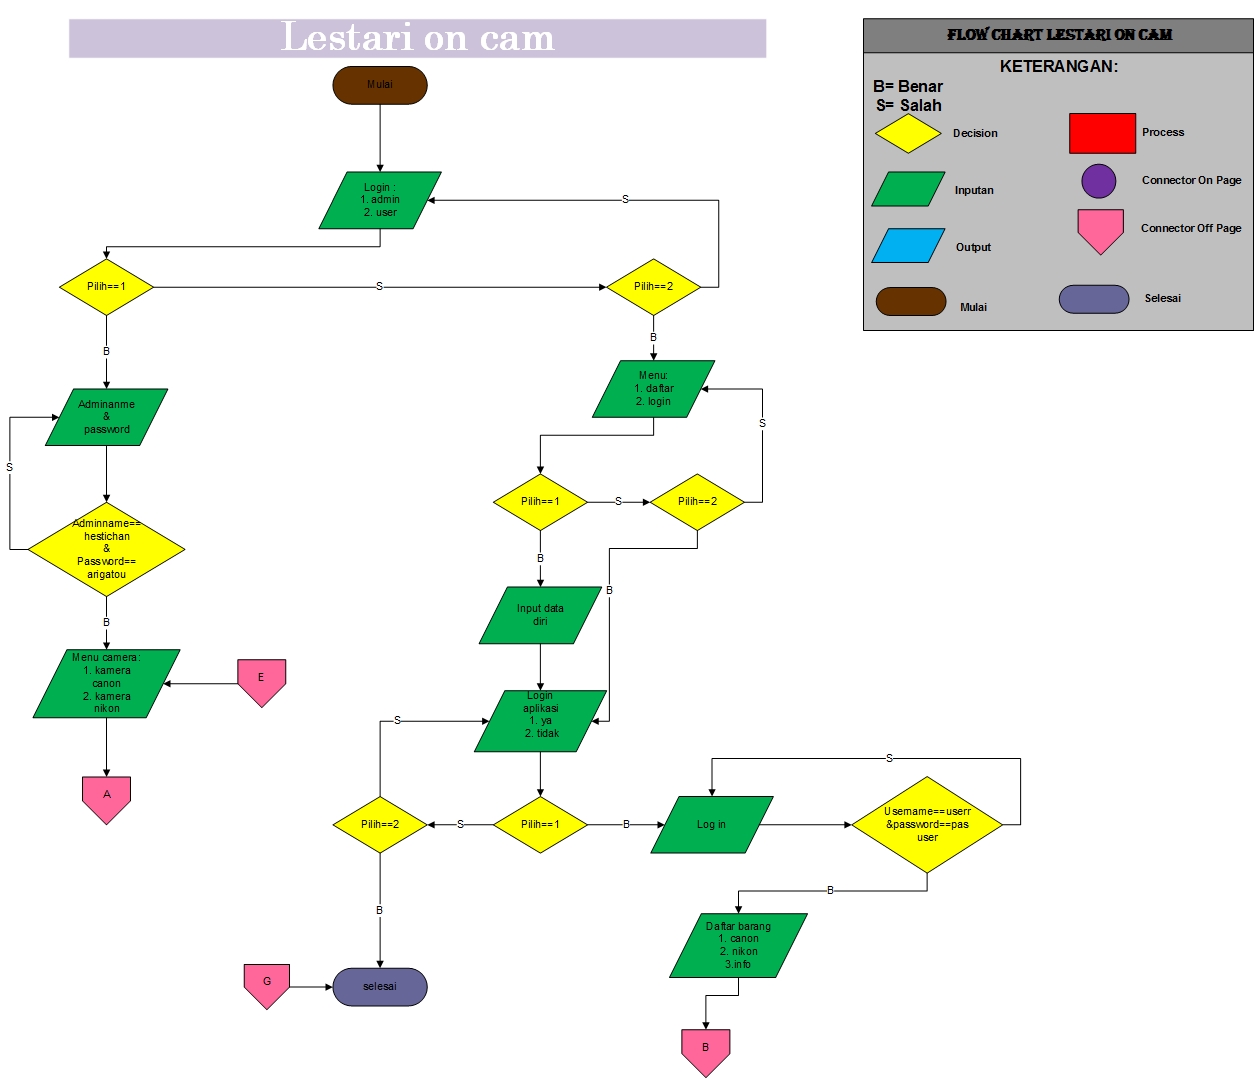 Lestari on cam
FLOW CHART LESTARI ON CAM
KETERANGAN:
B= Benar
S= Salah
Decision
Process
Inputan
Connector On Page
Output
Connector Off Page
Mulai
Selesai
Mulai
Login :
1. admin
2. user
S
Pilih==1
S
Pilih==2
B
B
Adminanme
&
password
S
Adminname==
hestichan
&
Password==
arigatou
B
Menu camera:
1. kamera
canon
2. kamera
nikon
E
A
Menu:
1. daftar
2. login
S
Pilih==1
S
Pilih==2
B
B
Input data
diri
Login
aplikasi
1. ya
2. tidak
S
Pilih==2
S
Pilih==1
B
Log in
S
Username==userr
&password==pas
user
B
B
Daftar barang
1. canon
2. nikon
3.info
G
selesai
B